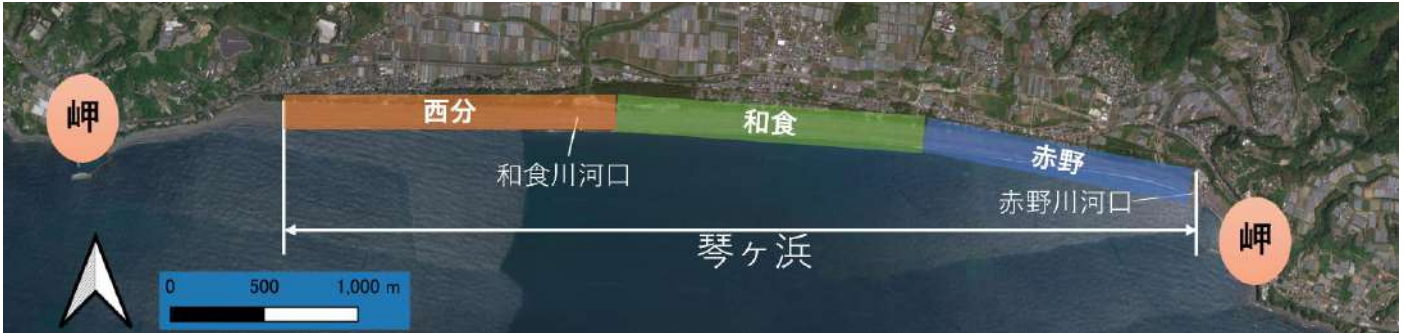 岬
西分
和食
赤野
和食川河口
赤野川河口
岬
琴ヶ浜
0 500 1,000 m